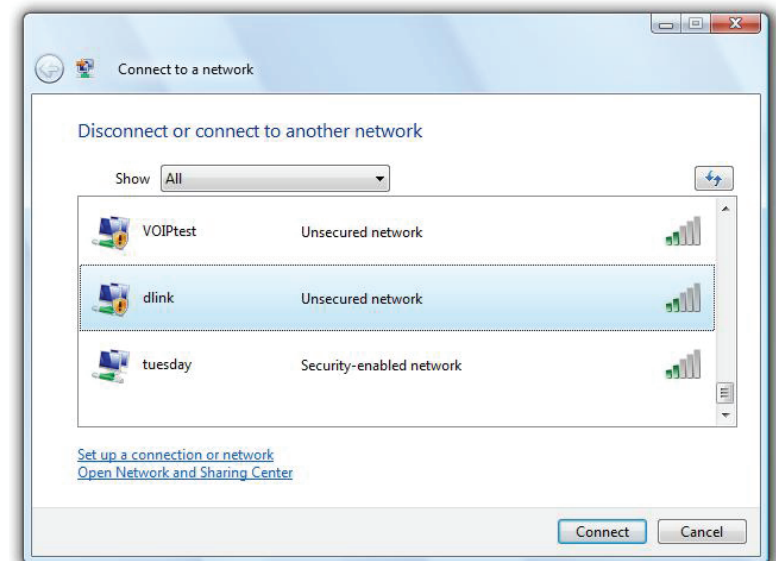 Connect to a network
Disconnect or connect to another network
Show All
VOIPtest Unsecured network
dlink Unsecured network
tuesday Security-enabled network
Set up a connection or network
Open Network and Sharing Center
Connect Cancel